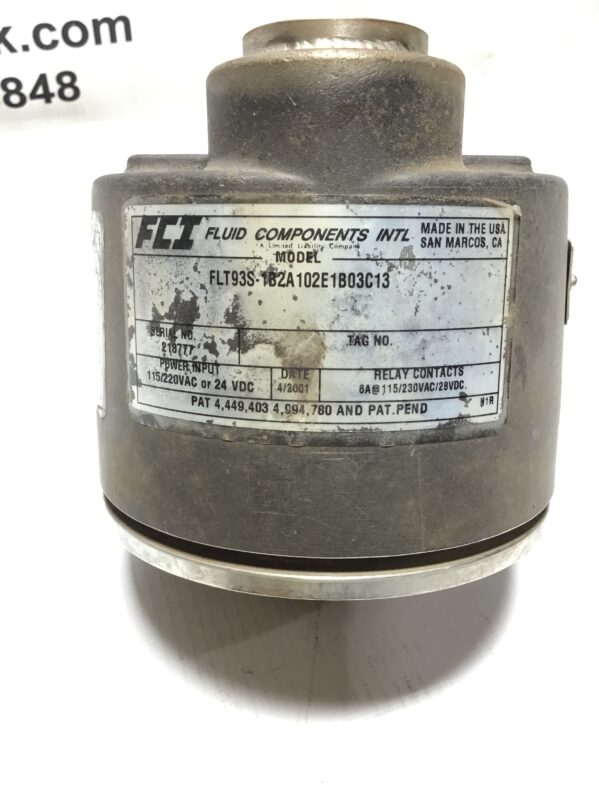 k.com
848
FCI FLUID COMPONENTS INTL
A Limited Liability Company
MADE IN THE USA
SAN MARCOS, CA
MODEL
FLT93S-1B2A102E1B03C13
SERIAL NO.
218777
TAG NO.
POWER INPUT
115/220VAC or 24 VDC
DATE
4/2001
RELAY CONTACTS
6A@115/230VAC/28VDC.
PAT 4,449,403 4,994,780 AND PAT.PEND